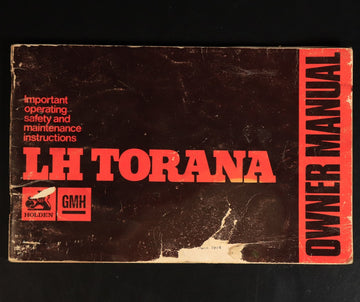 important
operating
safety and
maintenance
instructions
LH TORANA
HOLDEN
GMH
OWNER MANUAL